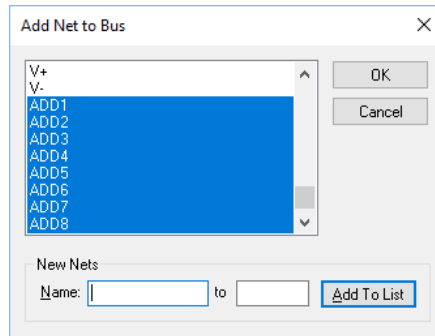 Add Net to Bus
V+
V-
ADD1
ADD2
ADD3
ADD4
ADD5
ADD6
ADD7
ADD8
OK
Cancel
New Nets
Name: to Add To List